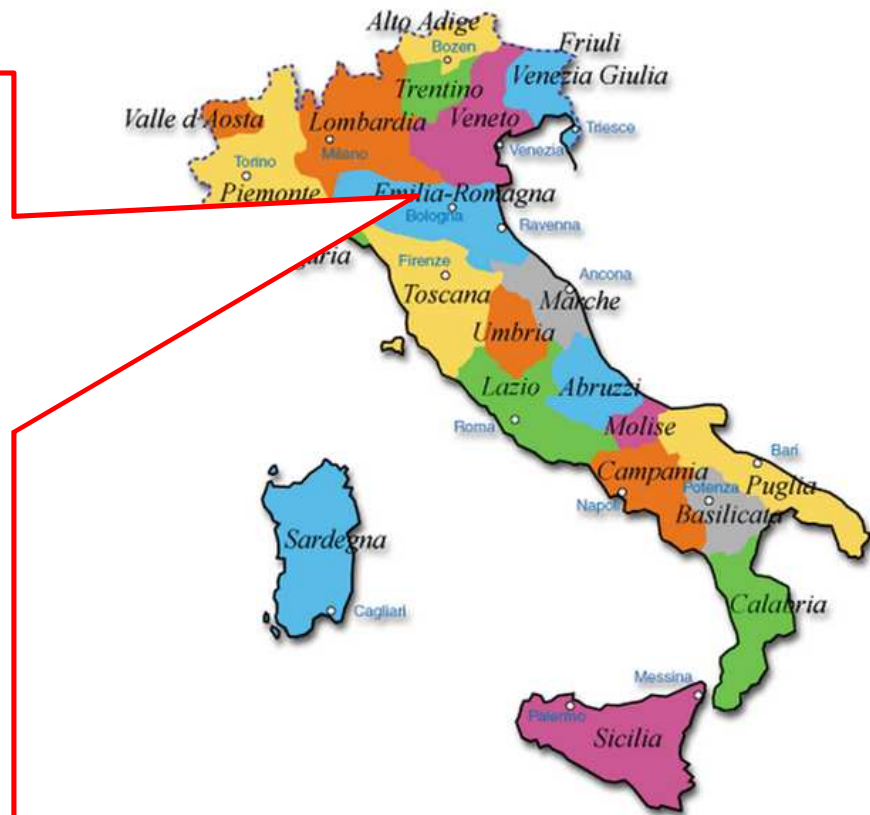 Alto Adige
Bozen
Friuli
Venezia Giulia
Trentino
Valle d'Aosta
Lombardia
Veneto
Triesce
Milano
Venezia
Torino
Piemonte
Emilia-Romagna
Bologna
Ravenna
Firenze
Ancona
Toscana
Marche
Umbria
Lazio
Abruzzi
Roma
Molise
Bari
Campania
Puglia
Potenza
Napoli
Basilicata
Sardegna
Cagliari
Calabria
Messina
Palermo
Sicilia